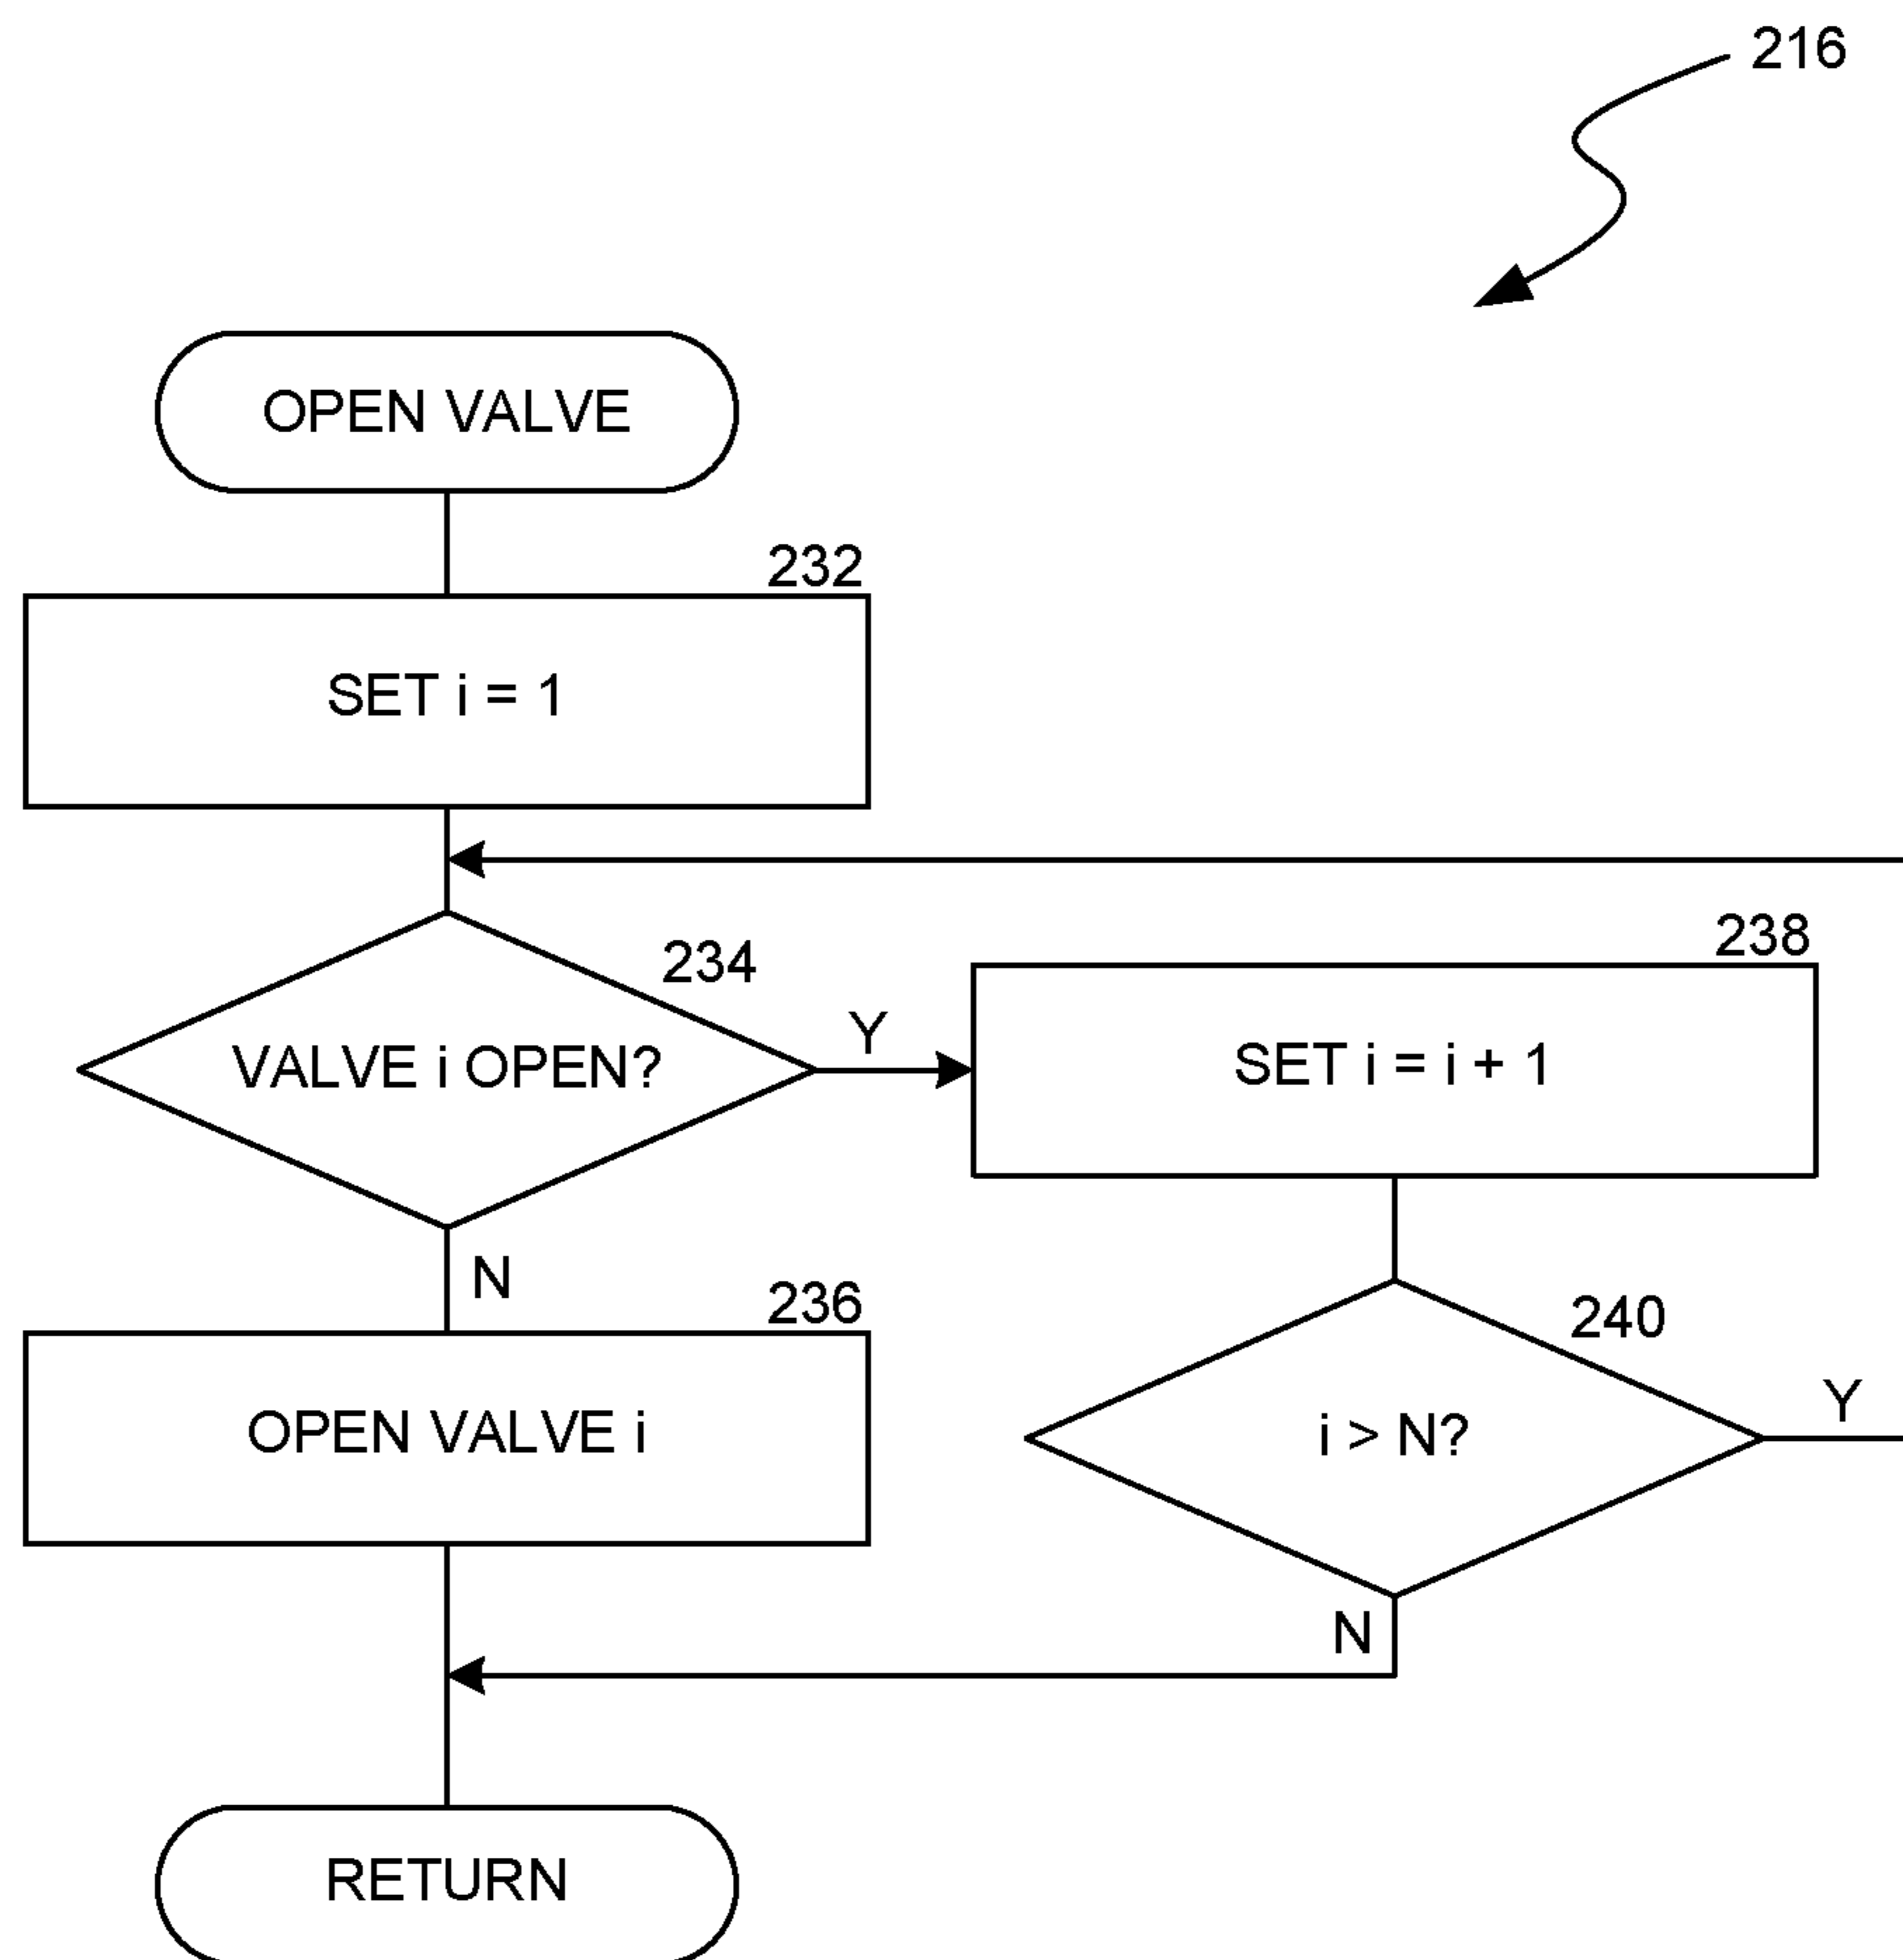 216
OPEN VALVE
232
SET i = 1
234
VALVE i OPEN?
Y
238
SET i = i + 1
N
236
OPEN VALVE i
240
i > N?
Y
N
RETURN